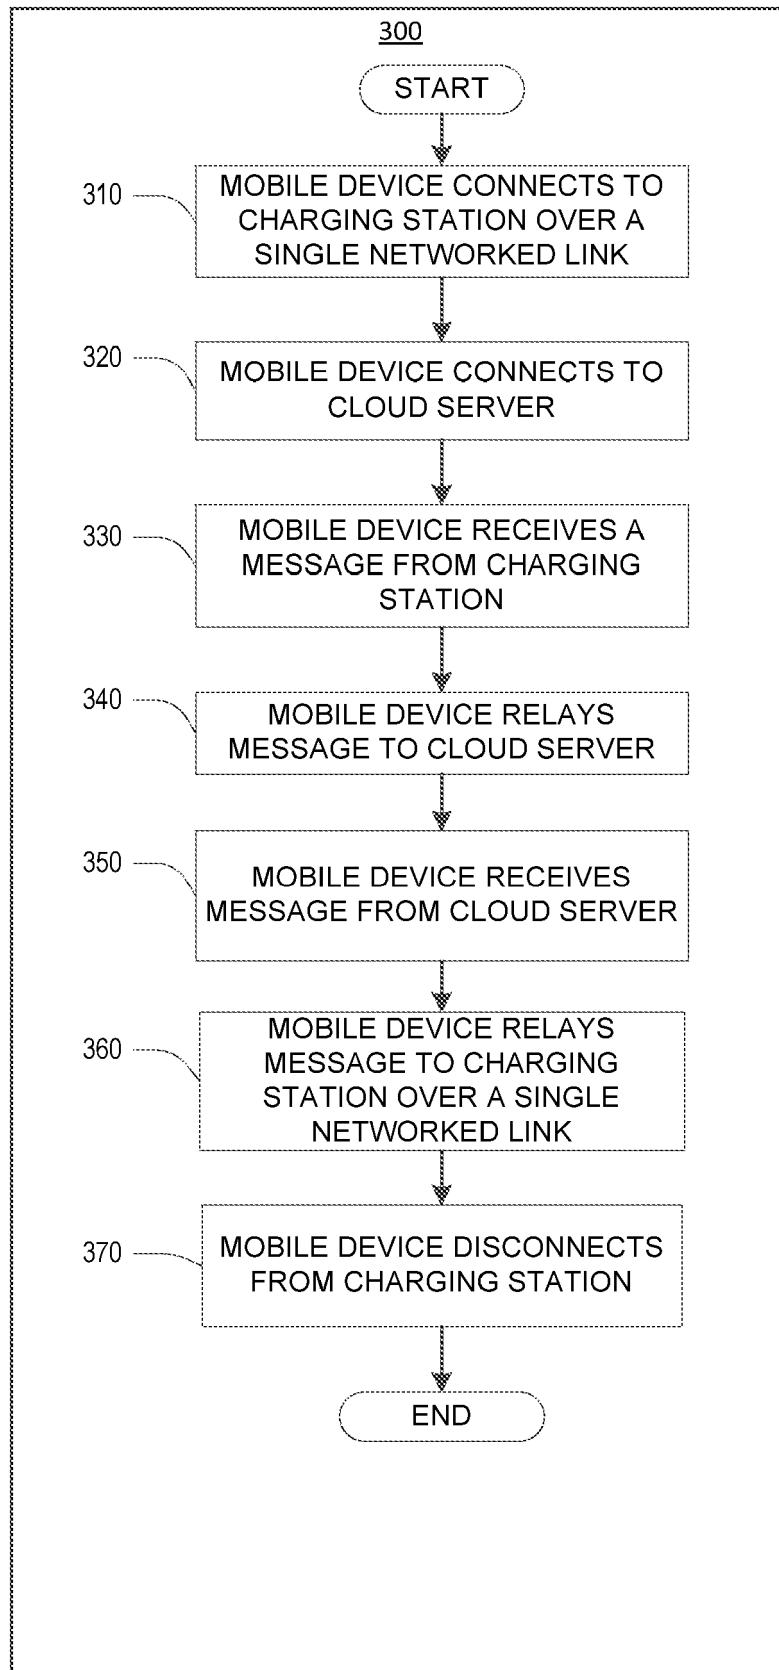 300
START
310
MOBILE DEVICE CONNECTS TO
CHARGING STATION OVER A
SINGLE NETWORKED LINK
320
MOBILE DEVICE CONNECTS TO
CLOUD SERVER
330
MOBILE DEVICE RECEIVES A
MESSAGE FROM CHARGING
STATION
340
MOBILE DEVICE RELAYS
MESSAGE TO CLOUD SERVER
350
MOBILE DEVICE RECEIVES
MESSAGE FROM CLOUD SERVER
360
MOBILE DEVICE RELAYS
MESSAGE TO CHARGING
STATION OVER A SINGLE
NETWORKED LINK
370
MOBILE DEVICE DISCONNECTS
FROM CHARGING STATION
END